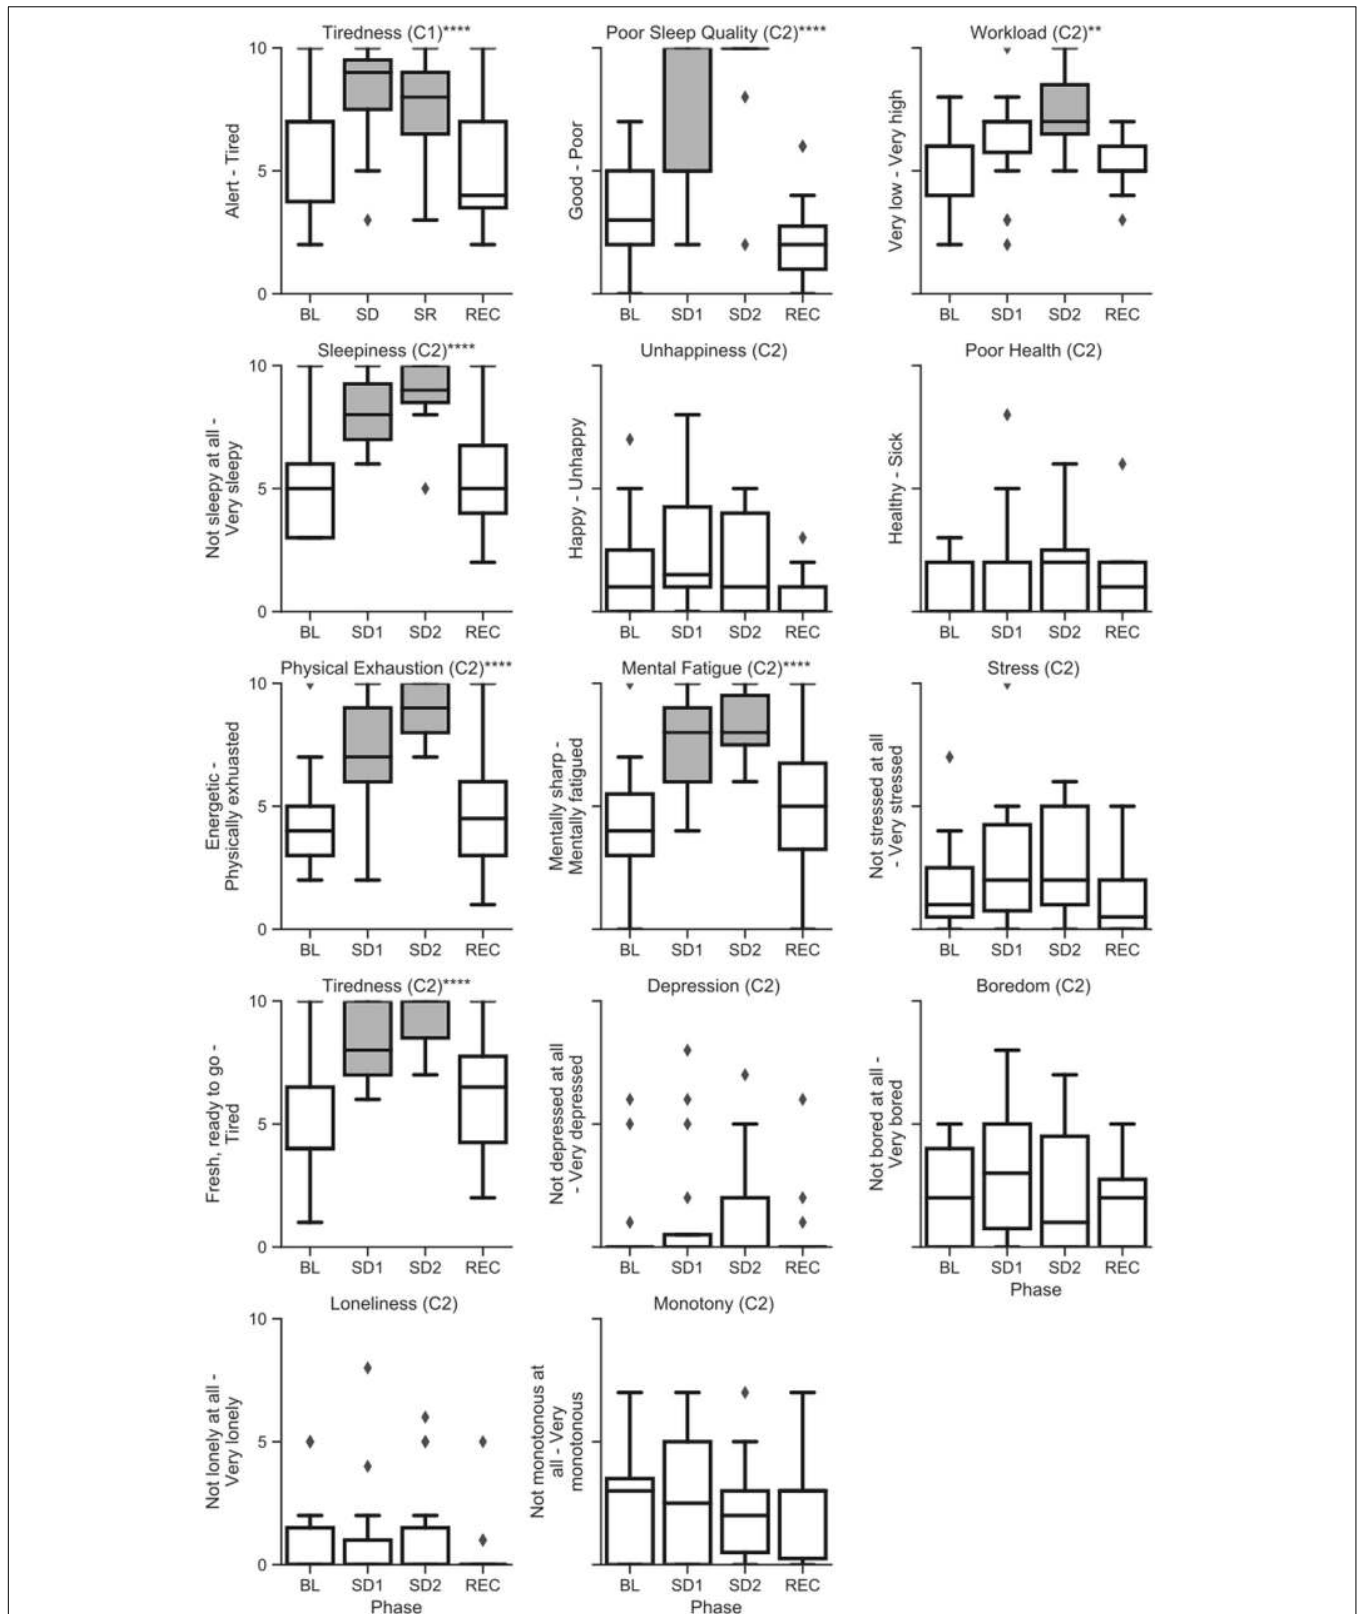 Tiredness (C1)****
Alert - Tired
10
5
0
BL SD SR REC
Poor Sleep Quality (C2)****
Good - Poor
BL SD1 SD2 REC
Workload (C2)**
Very low - Very high
BL SD1 SD2 REC
Sleepiness (C2)****
Not sleepy at all -
Very sleepy
10
5
0
BL SD1 SD2 REC
Unhappiness (C2)
Happy - Unhappy
BL SD1 SD2 REC
Poor Health (C2)
Healthy - Sick
BL SD1 SD2 REC
Physical Exhaustion (C2)****
Energetic -
Physically exhuasted
10
5
0
BL SD1 SD2 REC
Mental Fatigue (C2)****
Mentally sharp -
Mentally fatigued
BL SD1 SD2 REC
Stress (C2)
Not stressed at all
- Very stressed
BL SD1 SD2 REC
Tiredness (C2)****
Fresh, ready to go -
Tired
10
5
0
BL SD1 SD2 REC
Depression (C2)
Not depressed at all
- Very depressed
BL SD1 SD2 REC
Boredom (C2)
Not bored at all -
Very bored
BL SD1 SD2 REC
Phase
Loneliness (C2)
Not lonely at all -
Very lonely
10
5
0
BL SD1 SD2 REC
Phase
Monotony (C2)
Not monotonous at
all - Very
monotonous
BL SD1 SD2 REC
Phase